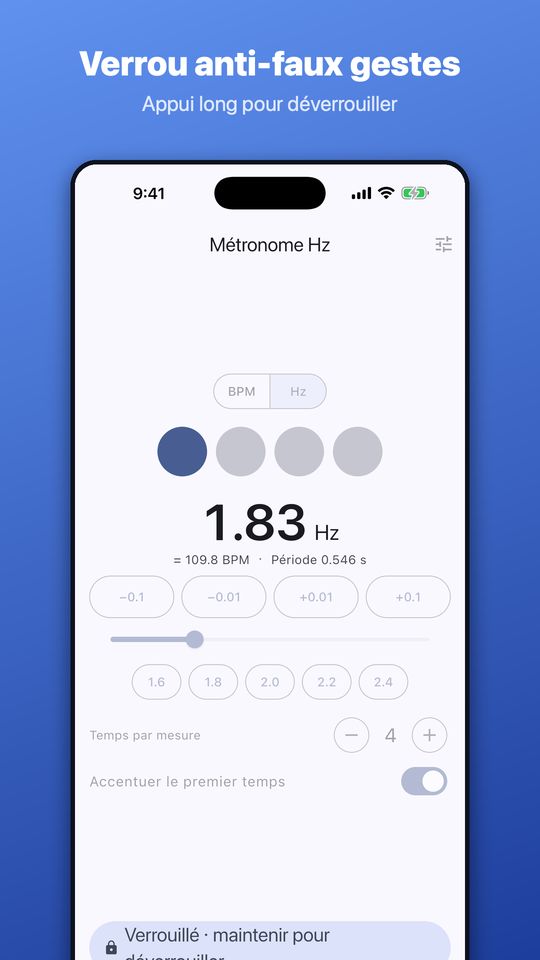 Verrou anti-faux gestes
Appui long pour déverrouiller
9:41
Métronome Hz
BPM Hz
1.83 Hz
= 109.8 BPM · Période 0.546 s
−0.1 −0.01 +0.01 +0.1
1.6 1.8 2.0 2.2 2.4
Temps par mesure − 4 +
Accentuer le premier temps
Verrouillé · maintenir pour
déverrouiller